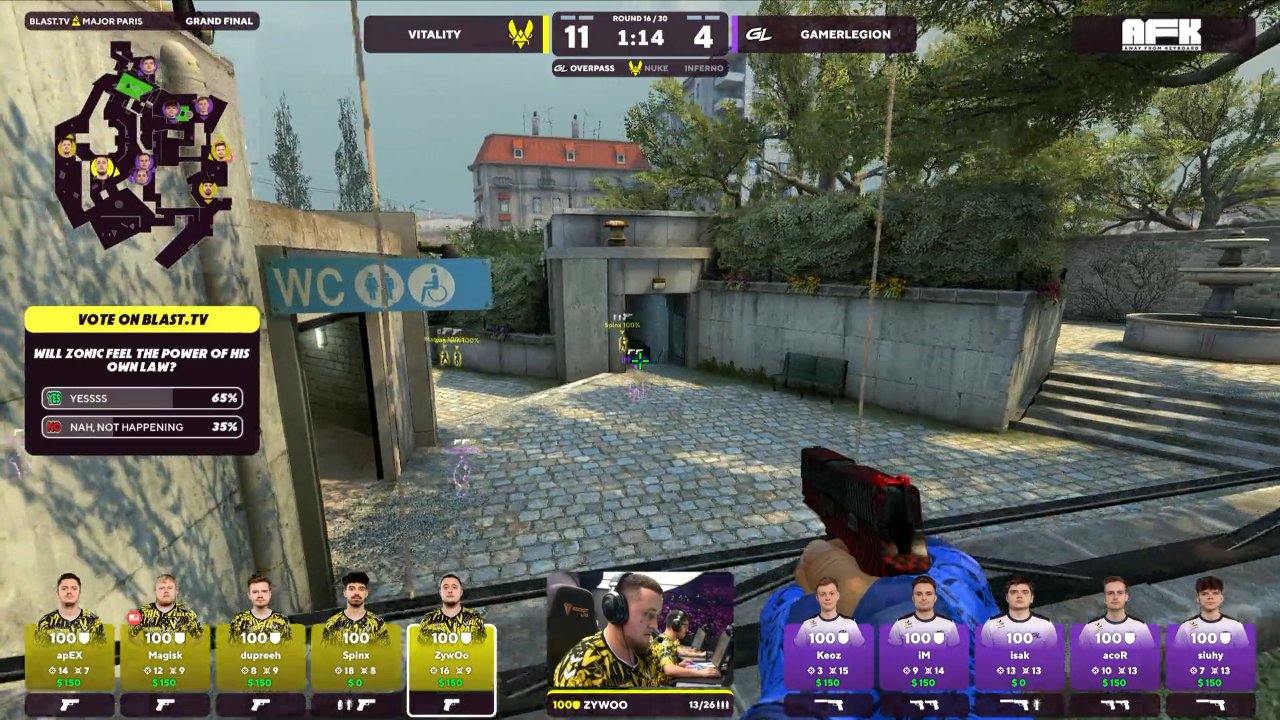 BLAST.TV MAJOR PARIS GRAND FINAL
VITALITY
11
ROUND 16 / 30
1:14
4
GL
GAMERLEGION
AFK
AWAY FROM KEYBOARD
GL OVERPASS
NUKE
INFERNO
WC
Spinx 100%
VOTE ON BLAST.TV
WILL ZONIC FEEL THE POWER OF HIS
OWN LAW?
YES YESSSS 65%
NO NAH, NOT HAPPENING 35%
100 apEX 14 7 $150
100 Magisk 12 9 $150
100 dupreeh 8 9 $150
100 Spinx 18 8 $0
100 ZywOo 16 9 $150
100 ZYWOO 13/26
100 Keoz 3 15 $150
100 iM 9 14 $150
100 isak 13 13 $0
100 acoR 10 13 $150
100 siuhy 7 13 $150